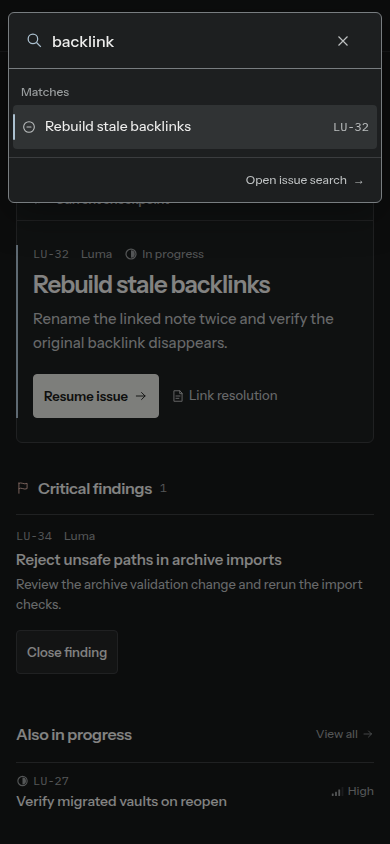 backlink
Matches
Rebuild stale backlinks LU-32
Open issue search →
LU-32 Luma In progress
Rebuild stale backlinks
Rename the linked note twice and verify the
original backlink disappears.
Resume issue → Link resolution
Critical findings 1
LU-34 Luma
Reject unsafe paths in archive imports
Review the archive validation change and rerun the import
checks.
Close finding
Also in progress View all →
LU-27
Verify migrated vaults on reopen High